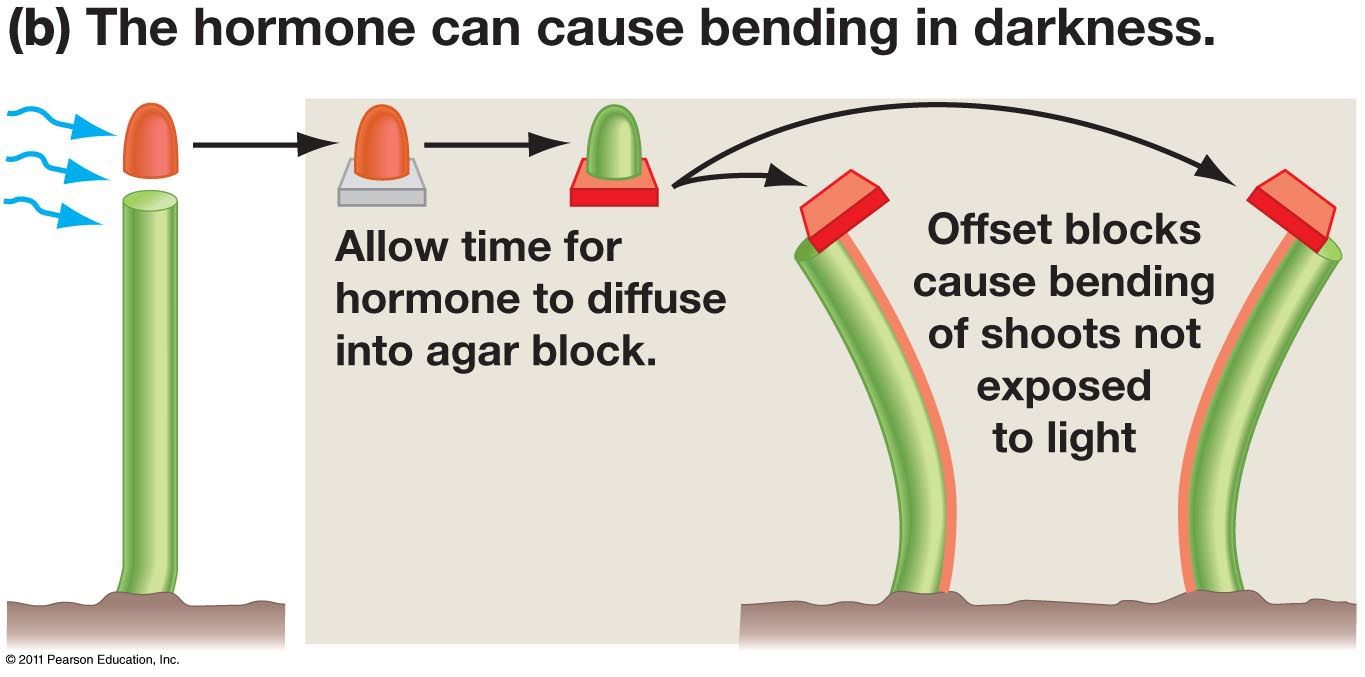 (b) The hormone can cause bending in darkness.
Allow time for
hormone to diffuse
into agar block.
Offset blocks
cause bending
of shoots not
exposed
to light
© 2011 Pearson Education, Inc.